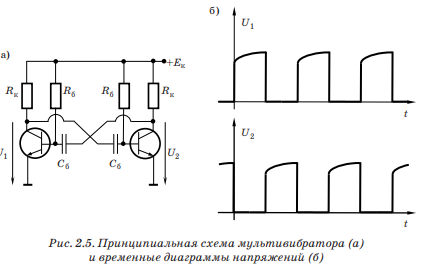 а)
+Eк
Rк
Rб
Rб
Rк
U1
Cб
Cб
U2
б)
U1
t
U2
t
Рис. 2.5. Принципиальная схема мультивибратора (а)
и временные диаграммы напряжений (б)